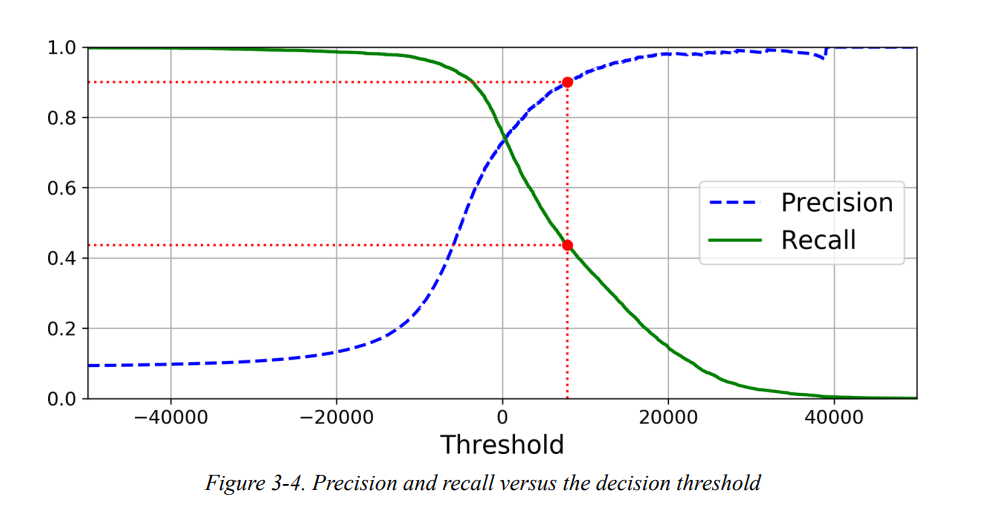 1.0
0.8
0.6
0.4
0.2
0.0
Precision
Recall
−40000 −20000 0 20000 40000
Threshold
Figure 3-4. Precision and recall versus the decision threshold